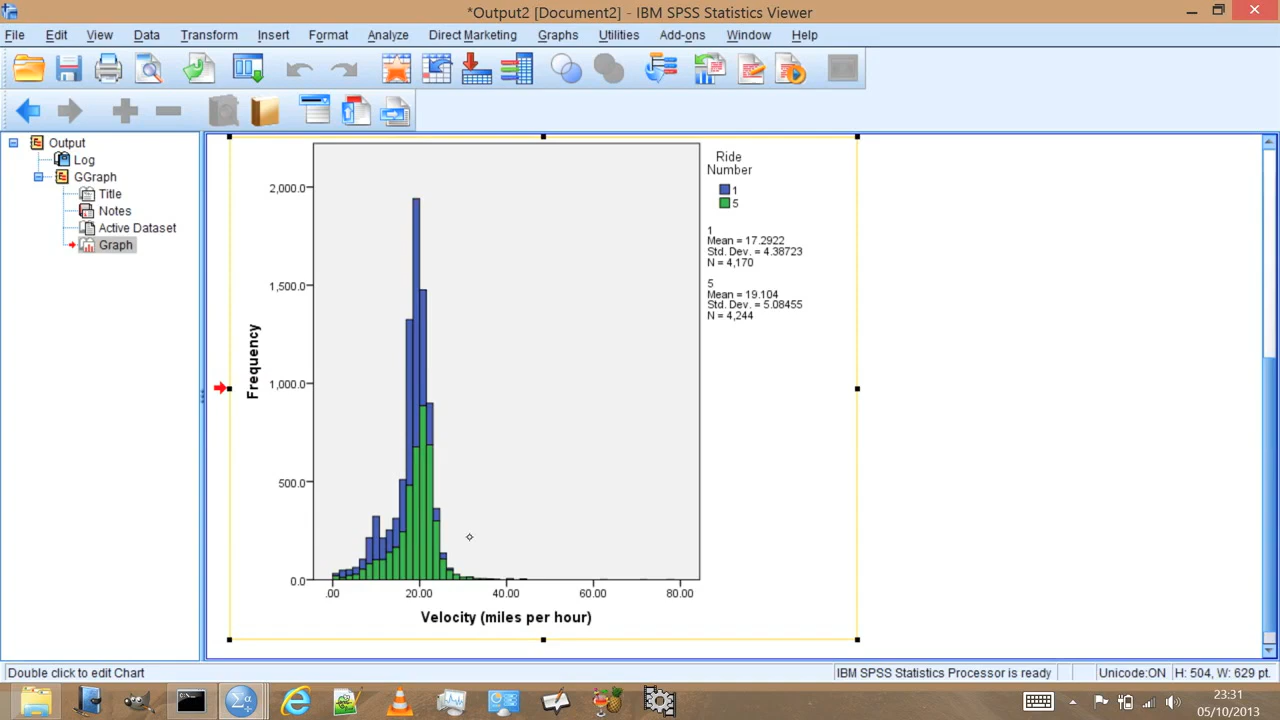 *Output2 [Document2] - IBM SPSS Statistics Viewer
File Edit View Data Transform Insert Format Analyze Direct Marketing Graphs Utilities Add-ons Window Help
Output
Log
GGraph
Title
Notes
Active Dataset
Graph
Ride
Number
1
5
1
Mean = 17.2922
Std. Dev. = 4.38723
N = 4,170
5
Mean = 19.104
Std. Dev. = 5.08455
N = 4,244
Frequency
2,000.0
1,500.0
1,000.0
500.0
0.0
.00 20.00 40.00 60.00 80.00
Velocity (miles per hour)
Double click to edit Chart
IBM SPSS Statistics Processor is ready
Unicode:ON
H: 504, W: 629 pt.
23:31
05/10/2013